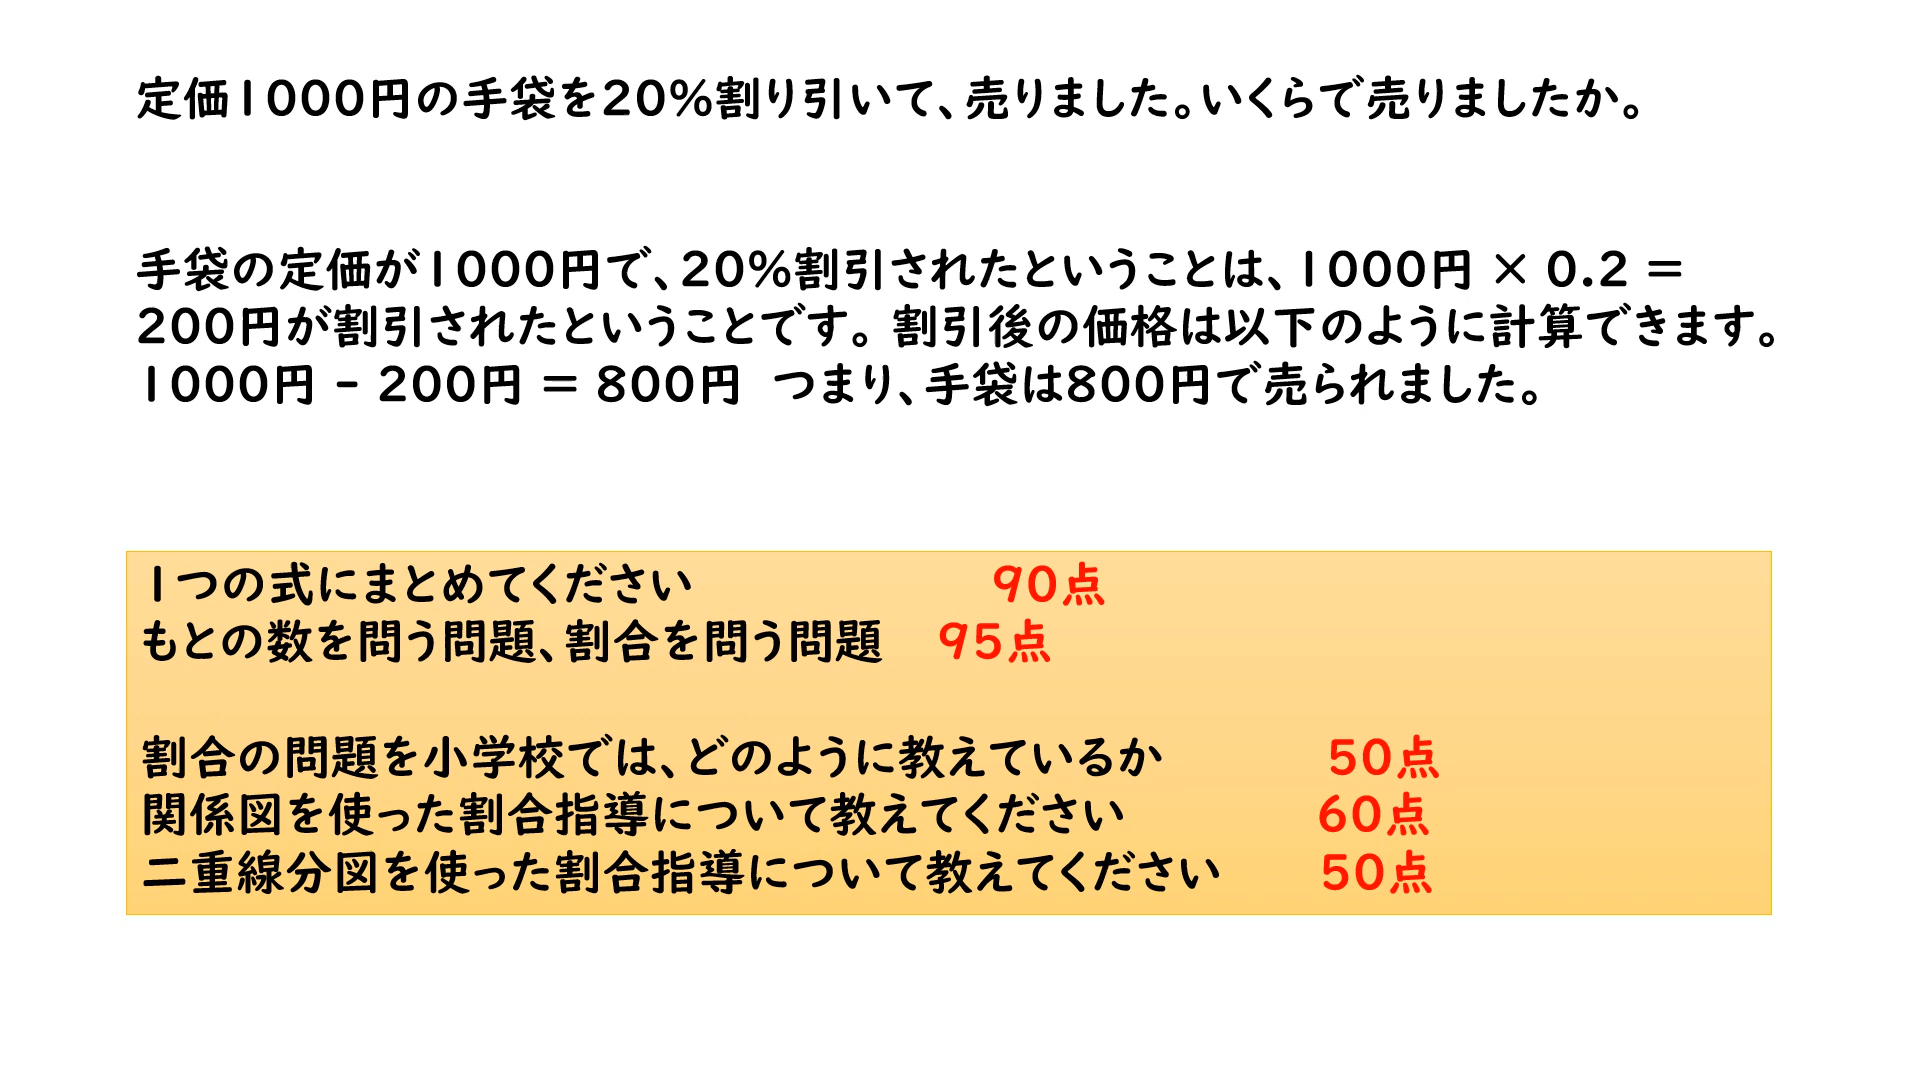 定価1000円の手袋を20%割り引いて、売りました。いくらで売りましたか。
手袋の定価が1000円で、20%割引されたということは、1000円 × 0.2 =
200円が割引されたということです。 割引後の価格は以下のように計算できます。
1000円 - 200円 = 800円 つまり、手袋は800円で売られました。
1つの式にまとめてください 90点
もとの数を問う問題、割合を問う問題 95点
割合の問題を小学校では、どのように教えているか 50点
関係図を使った割合指導について教えてください 60点
二重線分図を使った割合指導について教えてください 50点